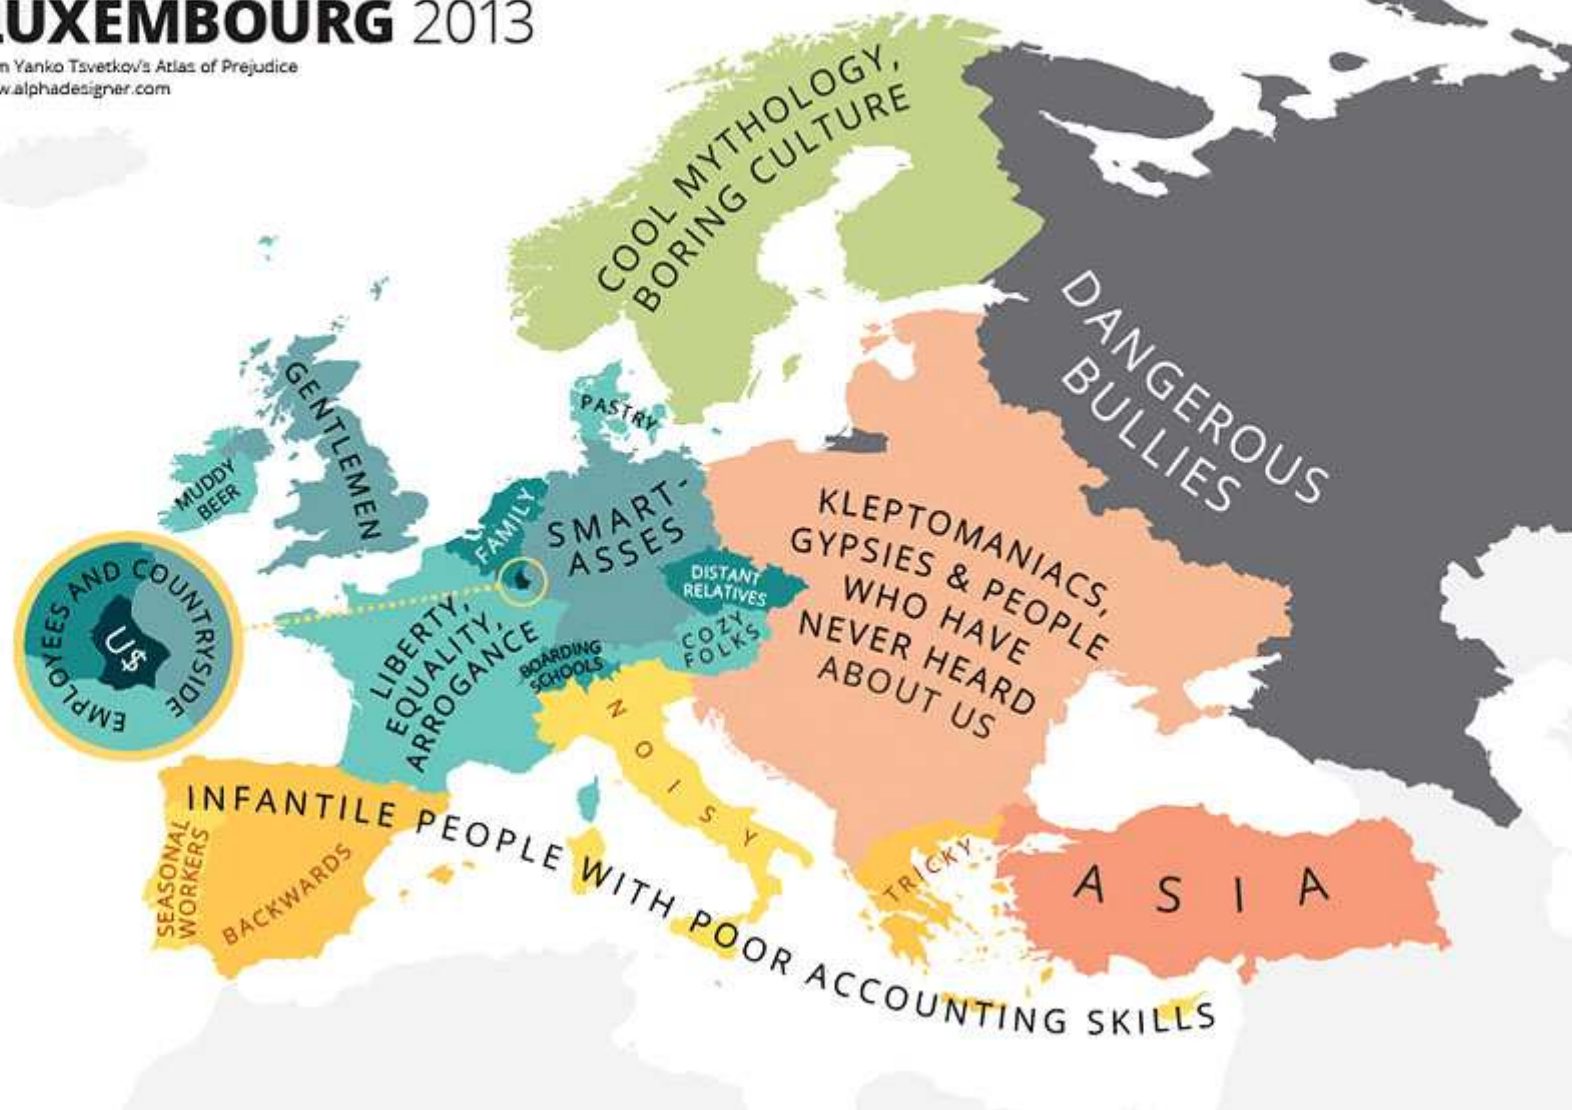 LUXEMBOURG 2013
m Yanko Tsvetkov's Atlas of Prejudice
w.alphadesigner.com
COOL MYTHOLOGY,
BORING CULTURE
DANGEROUS
BULLIES
GENTLEMEN
MUDDY
BEER
PASTRY
FAMILY
SMART-
ASSES
DISTANT
RELATIVES
COZY
FOLKS
KLEPTOMANIACS,
GYPSIES & PEOPLE
WHO HAVE
NEVER HEARD
ABOUT US
EMPLOYEES AND COUNTRYSIDE
U$
LIBERTY,
EQUALITY,
ARROGANCE
BOARDING
SCHOOLS
NOISY
INFANTILE PEOPLE WITH POOR ACCOUNTING SKILLS
SEASONAL
WORKERS
BACKWARDS
TRICKY
ASIA